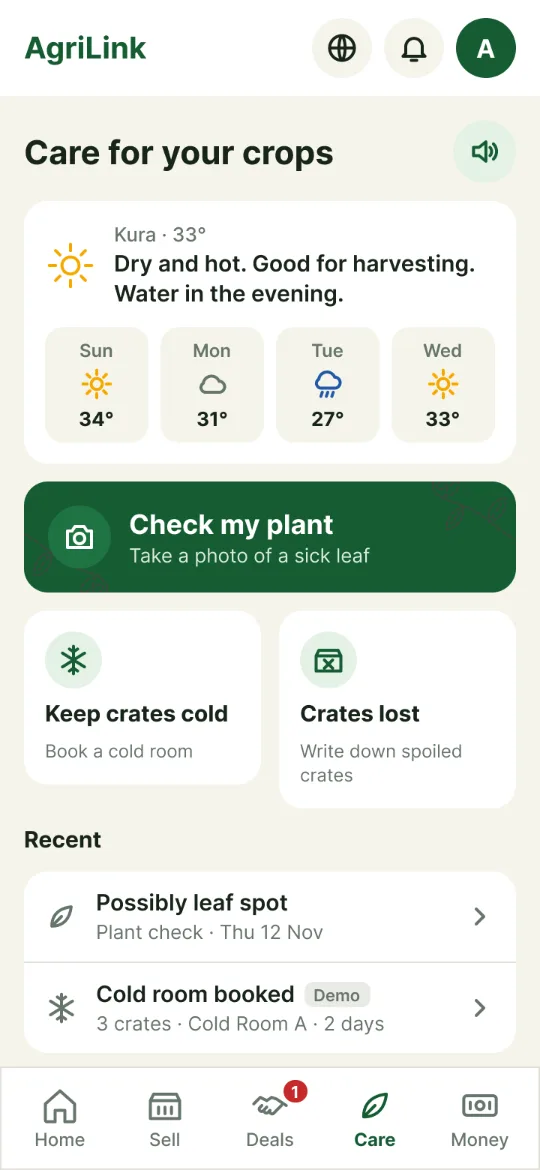 AgriLink
A
Care for your crops
Kura · 33°
Dry and hot. Good for harvesting.
Water in the evening.
Sun Mon Tue Wed
34° 31° 27° 33°
Check my plant
Take a photo of a sick leaf
Keep crates cold
Book a cold room
Crates lost
Write down spoiled
crates
Recent
Possibly leaf spot
Plant check · Thu 12 Nov
Cold room booked Demo
3 crates · Cold Room A · 2 days
1
Home Sell Deals Care Money